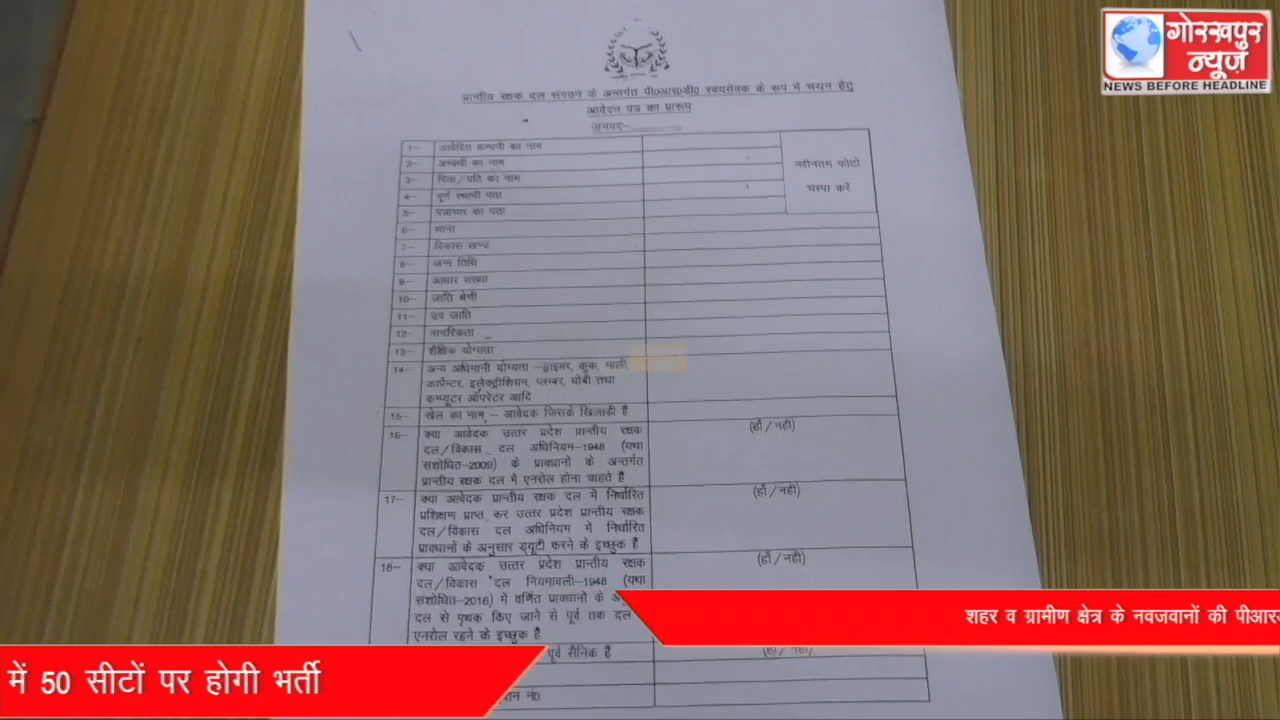 गोरखपुर
न्यूज़
NEWS BEFORE HEADLINE
प्रान्तीय रक्षक दल संगठन के अन्तर्गत पी0आर0डी0 स्वयंसेवक के रूप में चयन हेतु
आवेदन पत्र का प्रारूप
जनपद-
1- आवेदित कम्पनी का नाम
2- अभ्यर्थी का नाम
3- पिता/पति का नाम
4- पूर्ण स्थायी पता
5- पत्राचार का पता
नवीनतम फोटो
चस्पा करें
6- थाना
7- विकास खण्ड
8- जन्म तिथि
9- आधार संख्या
10- जाति श्रेणी
11- उप जाति
12- नागरिकता
13- शैक्षिक योग्यता
14- अन्य अधिमानी योग्यता –ड्राइवर, कुक, माली,
कारपेन्टर, इलेक्ट्रीशियन, प्लम्बर, धोबी तथा
कम्प्यूटर ऑपरेटर आदि
15- खेल का नाम – आवेदक जिसके खिलाड़ी हैं
16- क्या आवेदक उत्तर प्रदेश प्रान्तीय रक्षक (हाँ/नहीं)
दल/विकास दल अधिनियम–1948 (यथा
संशोधित–2009) के प्रावधानों के अन्तर्गत
प्रान्तीय रक्षक दल में एनरोल होना चाहते हैं
17- क्या आवेदक प्रान्तीय रक्षक दल में निर्धारित (हाँ/नहीं)
प्रशिक्षण प्राप्त कर उत्तर प्रदेश प्रान्तीय रक्षक
दल/विकास दल अधिनियम में निर्धारित
प्रावधानों के अनुसार ड्यूटी करने के इच्छुक हैं
18- क्या आवेदक उत्तर प्रदेश प्रान्तीय रक्षक (हाँ/नहीं)
दल/विकास दल नियमावली–1948 (यथा
संशोधित–2016) में वर्णित प्रावधानों के
दल से पृथक किए जाने से पूर्व तक दल
एनरोल रहने के इच्छुक हैं
पूर्व सैनिक हैं (हाँ/नहीं)
नं0
शहर व ग्रामीण क्षेत्र के नवजवानों की पीआर
में 50 सीटों पर होगी भर्ती